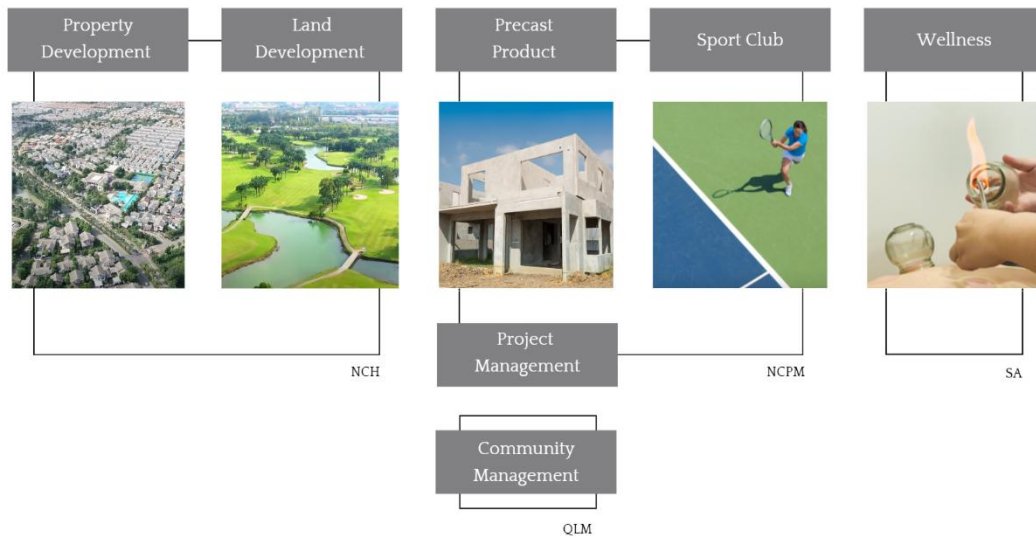 Property
Development
Land
Development
Precast
Product
Sport Club
Wellness
Project
Management
NCH
NCPM
SA
Community
Management
QLM